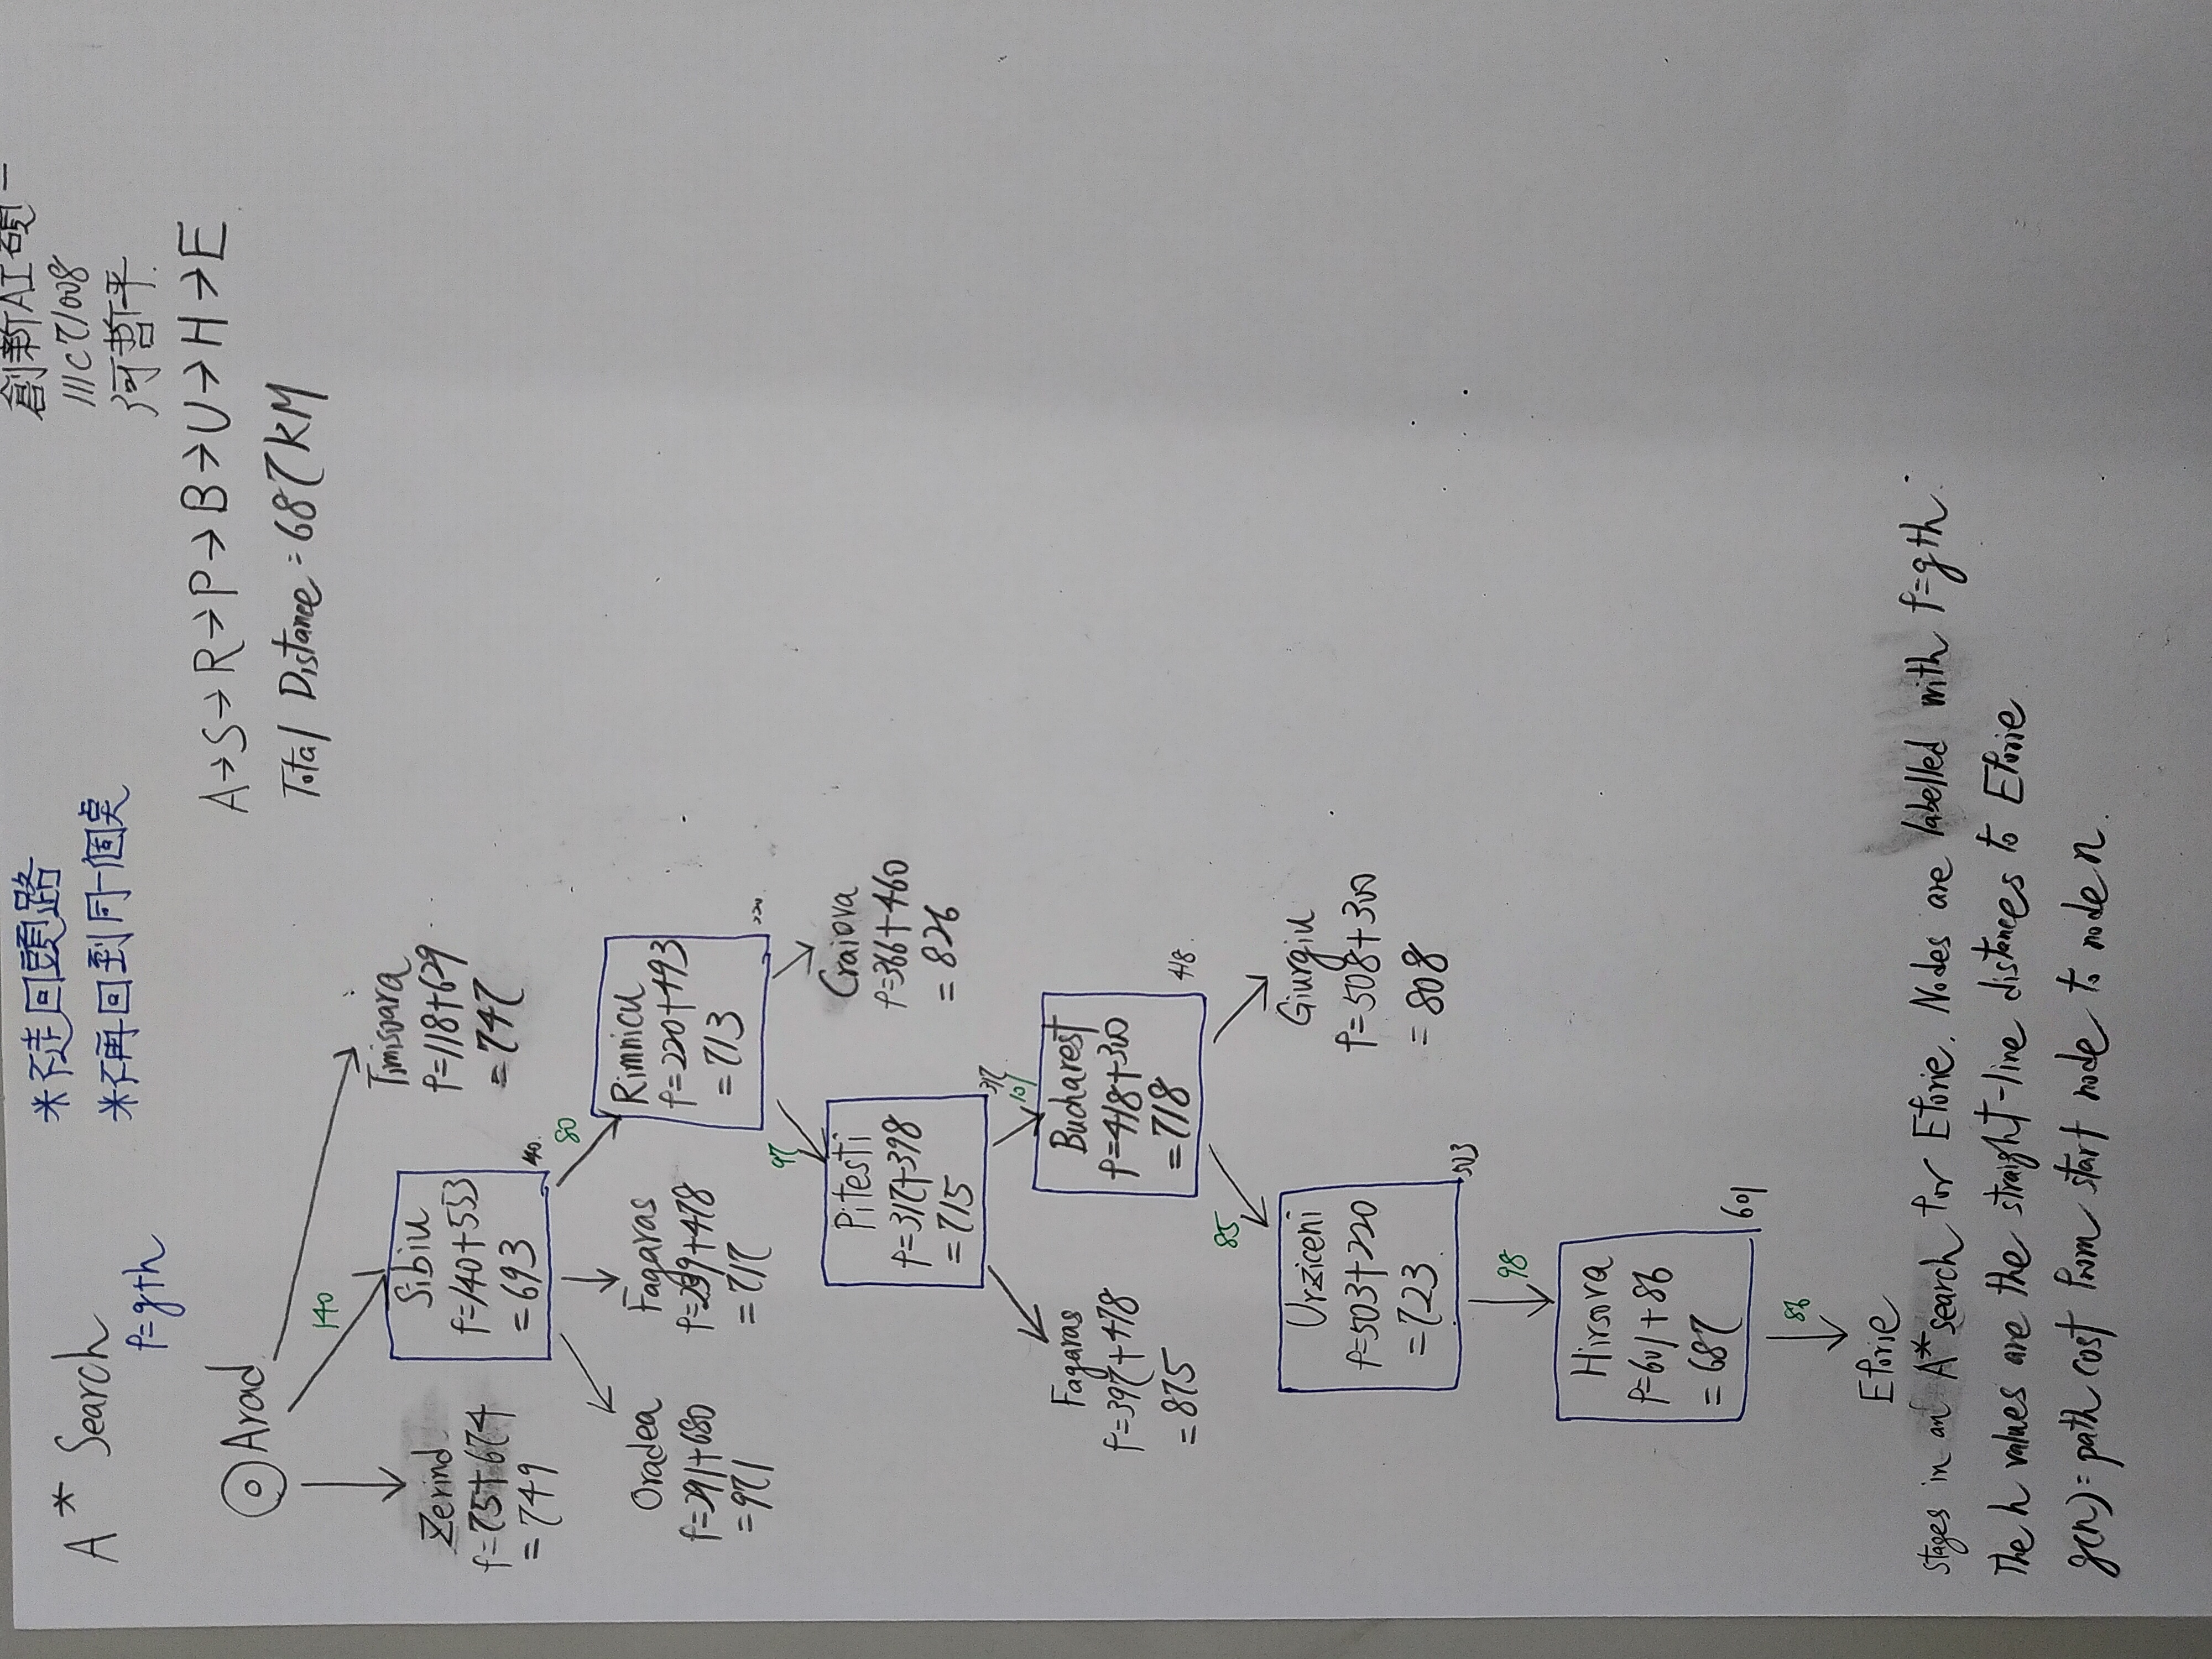 A* Search
f=g+h
*不走回頭路
*不再回到同一個點
創新AI碩一
111C71008
河哲平
A→S→R→P→B→U→H→E
Total Distance=687KM
Arad
140
Zerind
f=75+674
=749
Sibiu
f=140+553
=693
140
Timisoara
f=118+629
=747
80
Oradea
f=291+680
=971
Fagaras
f=239+478
=717
Rimnicu
f=220+493
=713
220
97
Pitesti
f=317+398
=715
317
Craiova
f=366+460
=826
101
Fagaras
f=397+478
=875
Bucharest
f=418+300
=718
418
85
Urziceni
f=503+220
=723
503
Giurgiu
f=508+300
=808
98
Hirsova
f=601+86
=687
601
86
Eforie
stages in an A* search for Eforie. Nodes are labelled with f=g+h.
The h values are the straight-line distances to Eforie
g(n)=path cost from start node to node n.